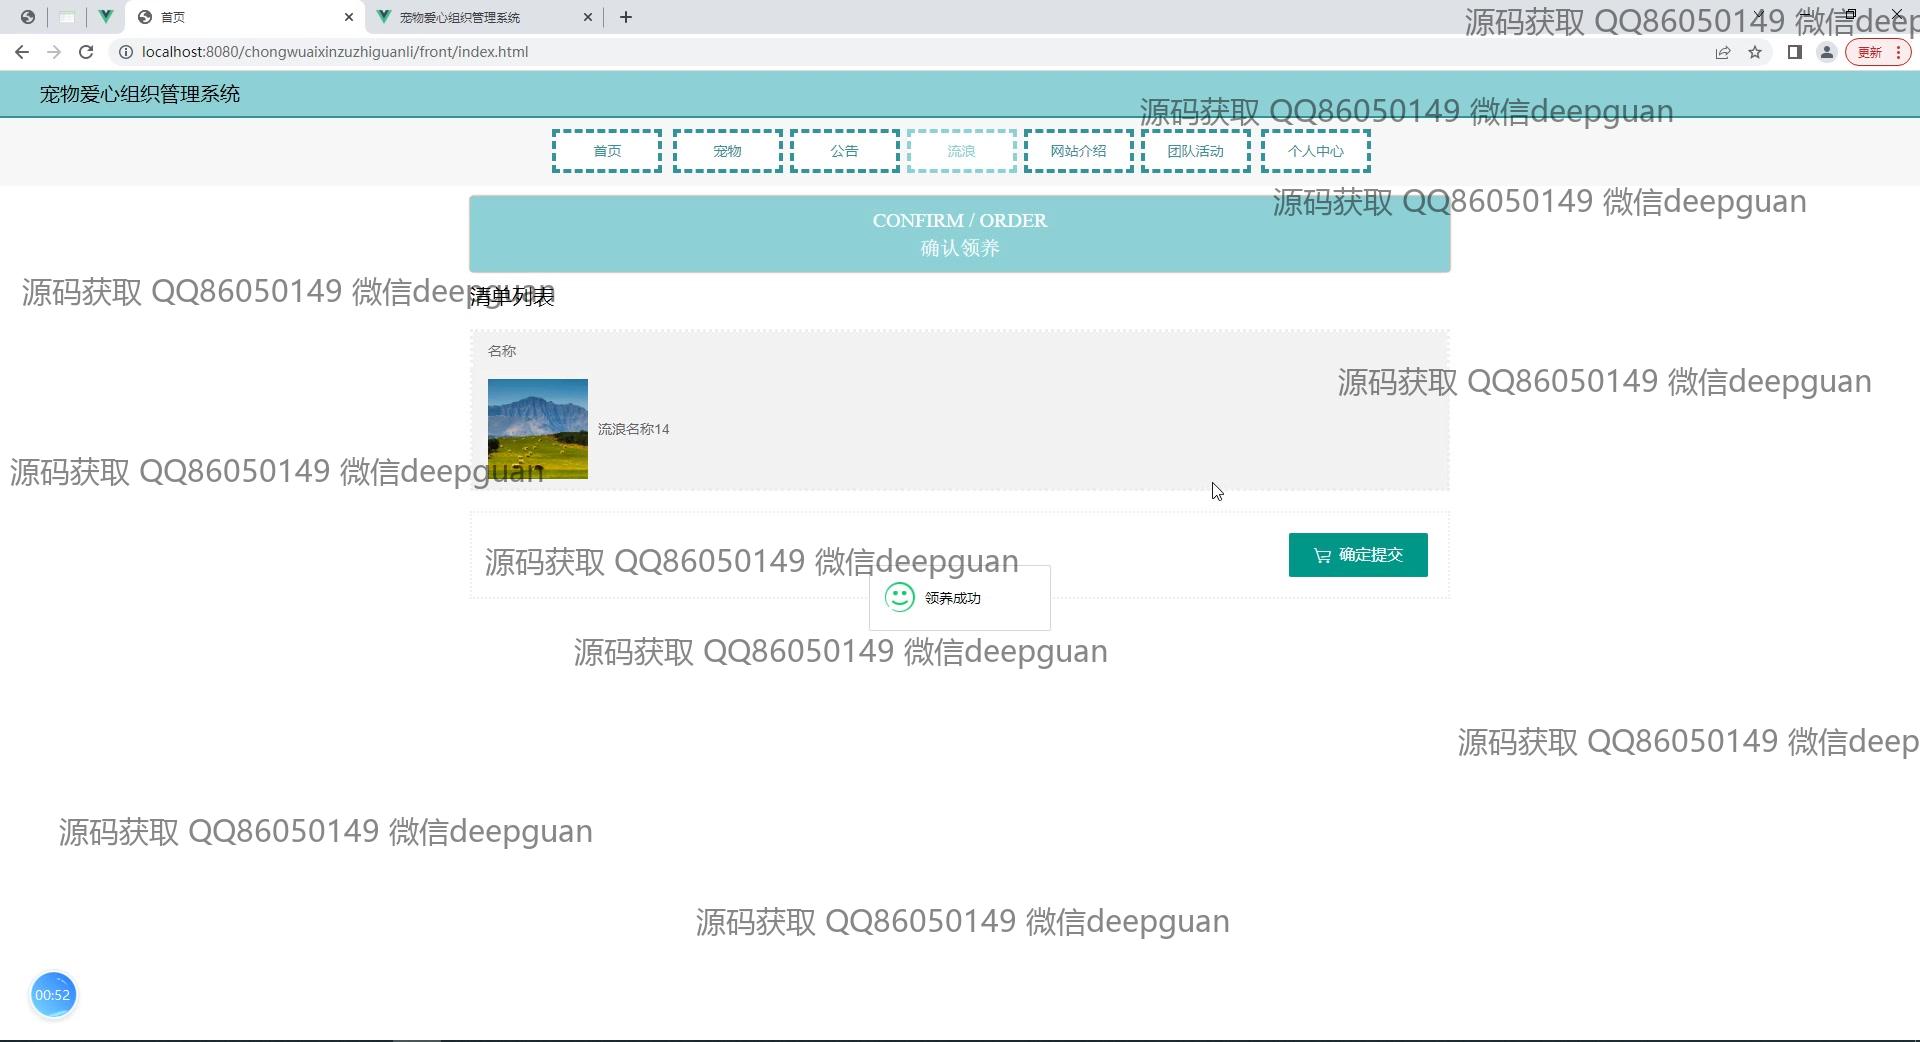 首页
宠物爱心组织管理系统
源码获取 QQ86050149 微信deep
localhost:8080/chongwuaixinzuzhiguanli/front/index.html
更新
宠物爱心组织管理系统
源码获取 QQ86050149 微信deepguan
首页
宠物
公告
流浪
网站介绍
团队活动
个人中心
源码获取 QQ86050149 微信deepguan
CONFIRM / ORDER
确认领养
源码获取 QQ86050149 微信deepguan
清单列表
名称
源码获取 QQ86050149 微信deepguan
流浪名称14
源码获取 QQ86050149 微信deepguan
确定提交
源码获取 QQ86050149 微信deepguan
领养成功
源码获取 QQ86050149 微信deepguan
源码获取 QQ86050149 微信deep
源码获取 QQ86050149 微信deepguan
源码获取 QQ86050149 微信deepguan
00:52